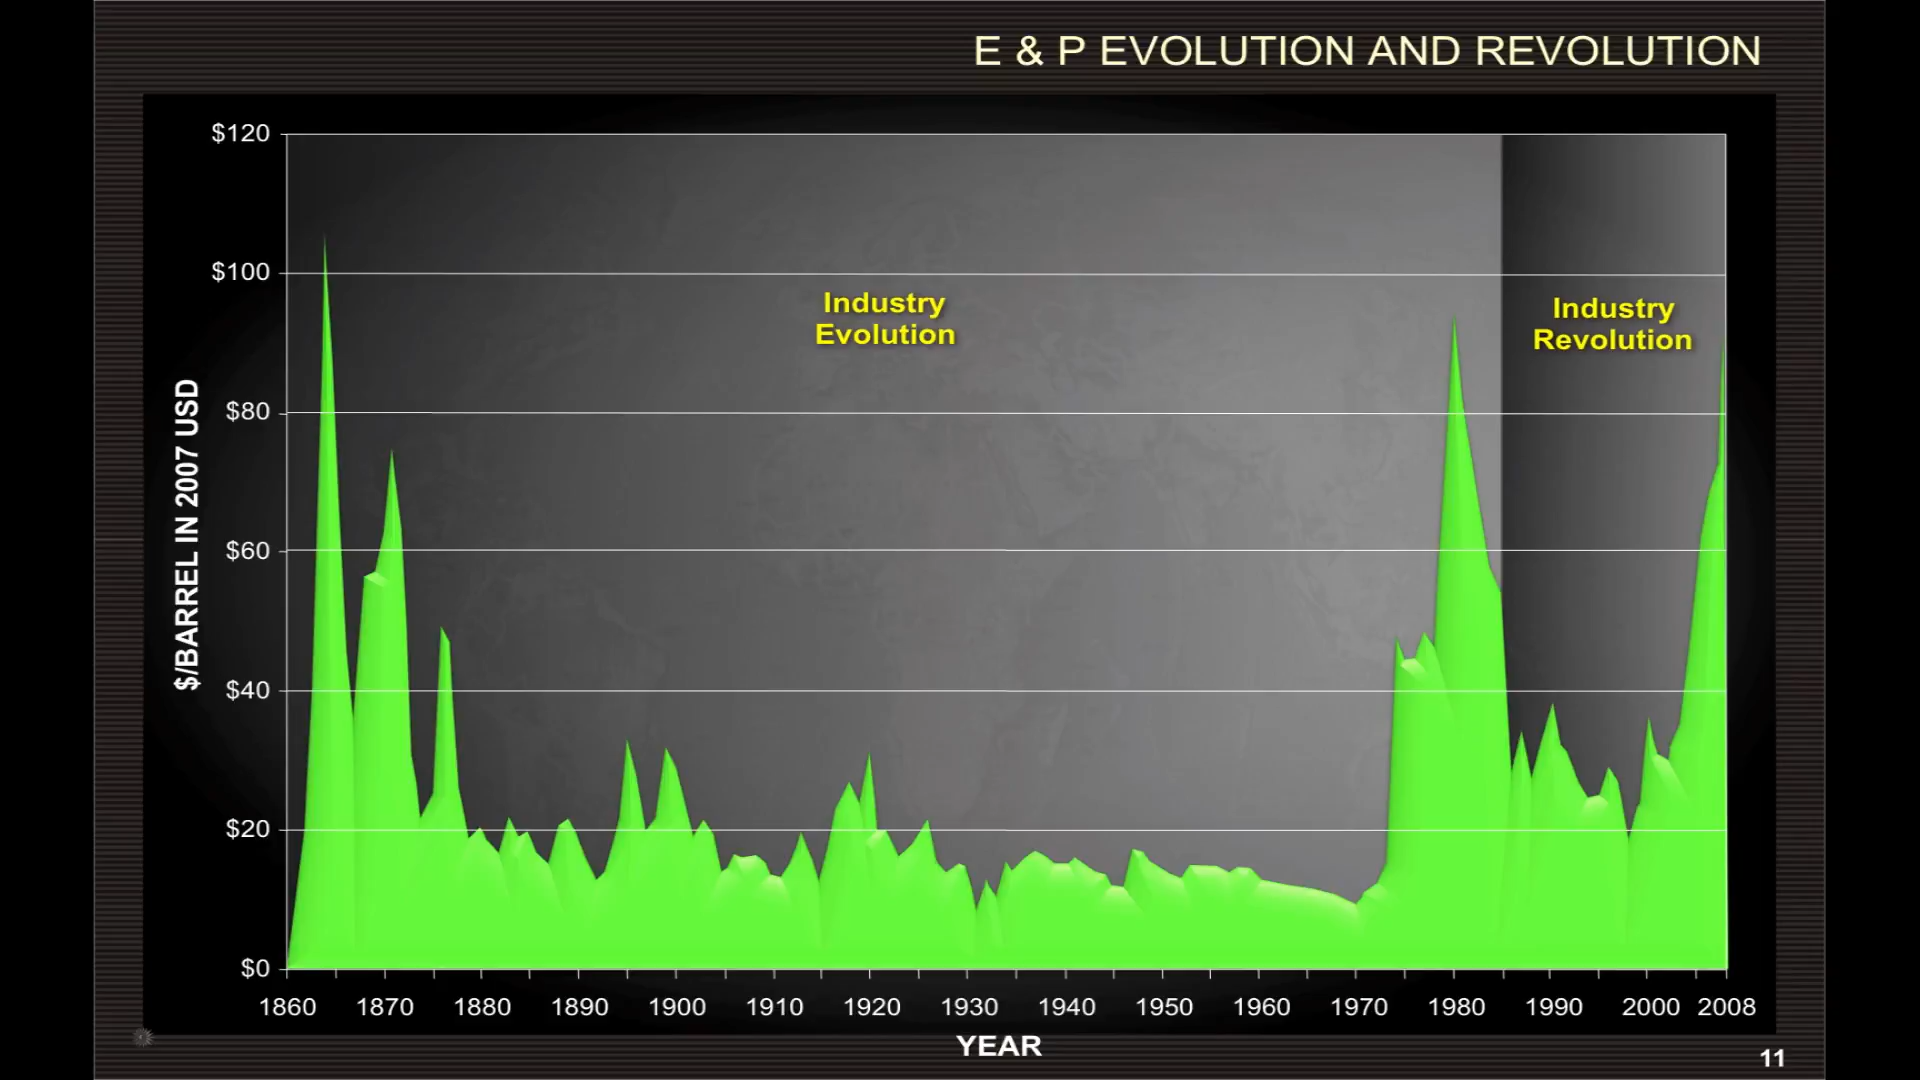 E & P EVOLUTION AND REVOLUTION
$120
$100
$80
$60
$40
$20
$0
$/BARREL IN 2007 USD
Industry
Evolution
Industry
Revolution
1860 1870 1880 1890 1900 1910 1920 1930 1940 1950 1960 1970 1980 1990 2000 2008
YEAR
11